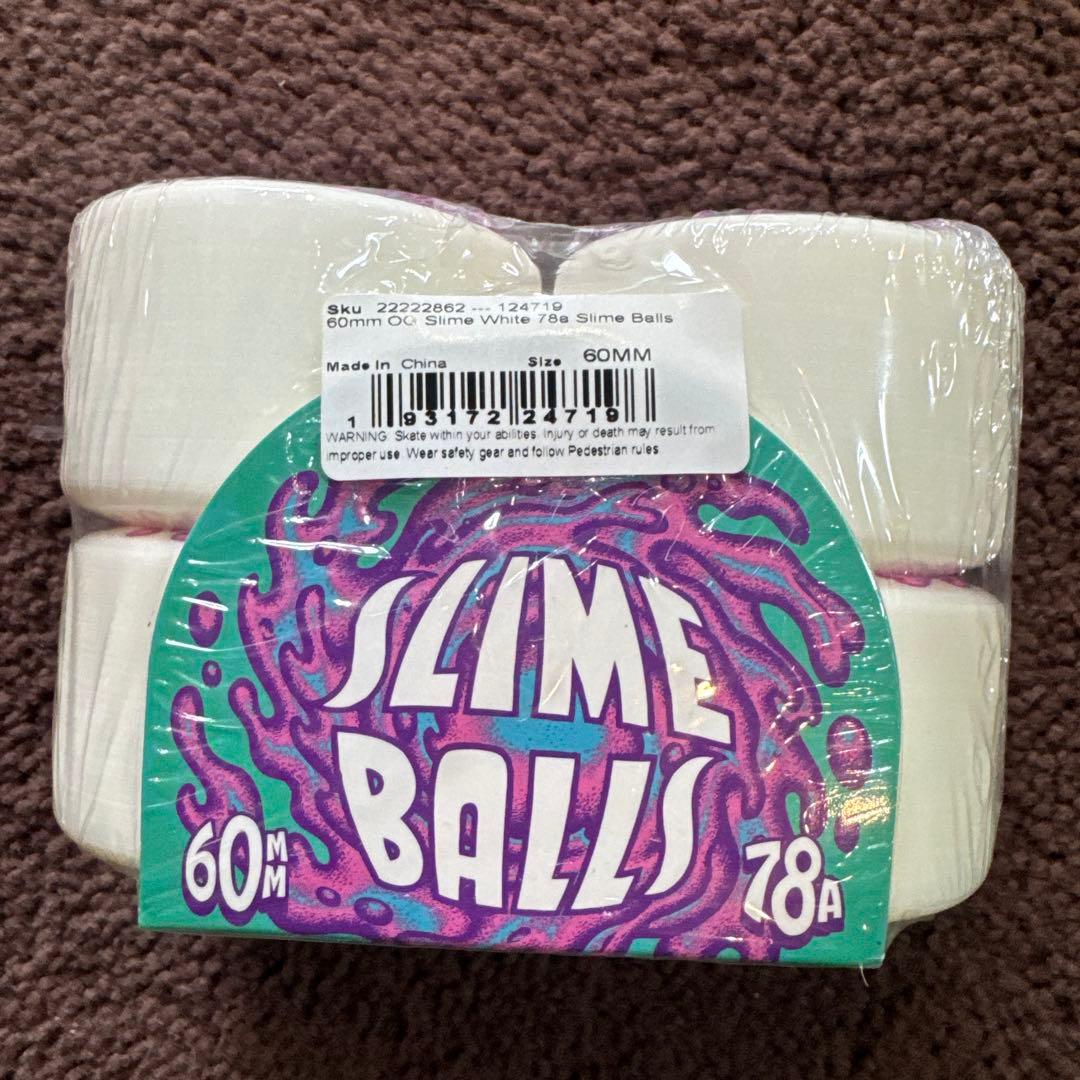 Sku 22222862 --- 124719
60mm OG Slime White 78a Slime Balls
Made In China Size 60MM
1 93172 24719
WARNING. Skate within your abilities. Injury or death may result from
improper use. Wear safety gear and follow Pedestrian rules
SLIME
BALLS
60MM
78A